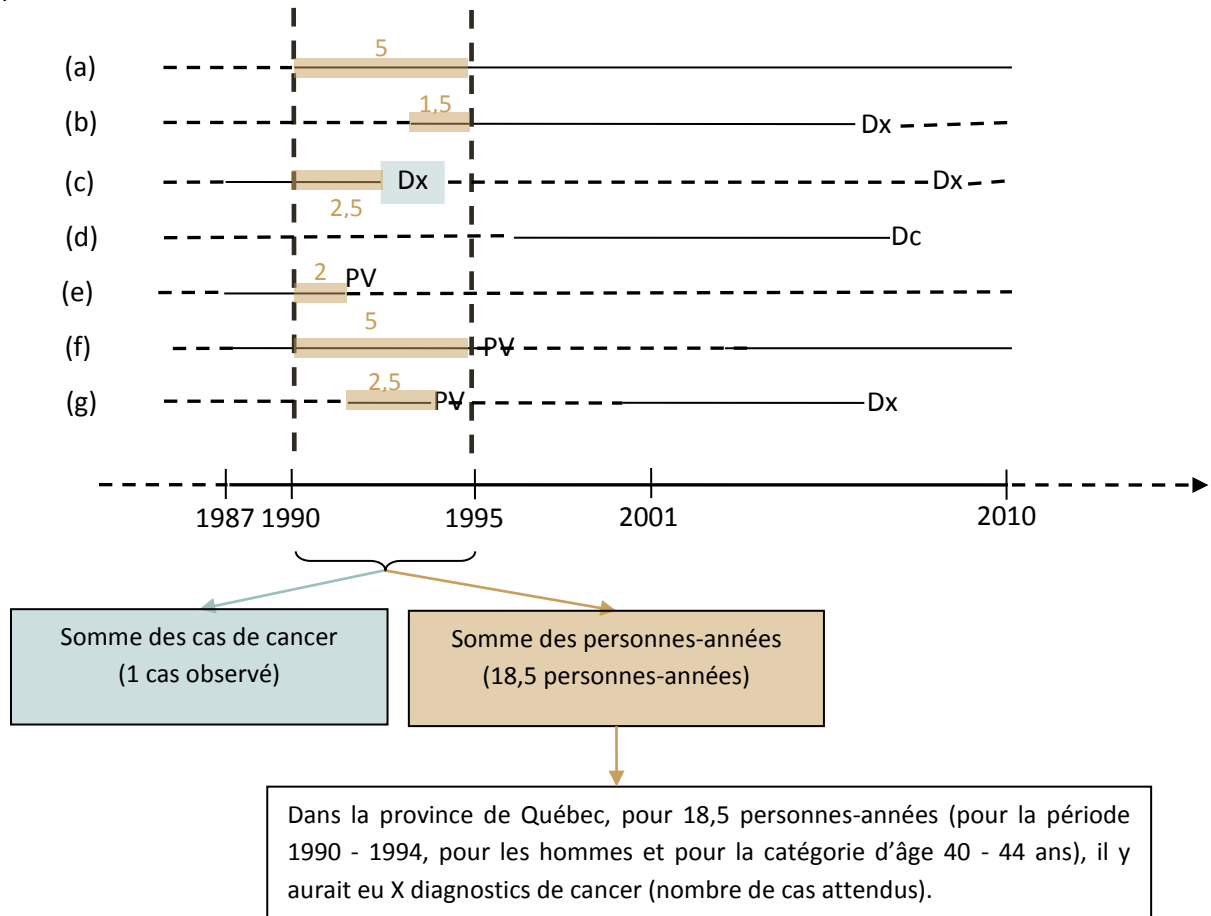 5
(a)
1,5
(b)
Dx
(c)
Dx
Dx
2,5
(d)
Dc
2
PV
(e)
5
(f)
PV
2,5
(g)
PV
Dx
1987 1990 1995 2001 2010
Somme des cas de cancer
(1 cas observé)
Somme des personnes-années
(18,5 personnes-années)
Dans la province de Québec, pour 18,5 personnes-années (pour la période
1990 - 1994, pour les hommes et pour la catégorie d’âge 40 - 44 ans), il y
aurait eu X diagnostics de cancer (nombre de cas attendus).